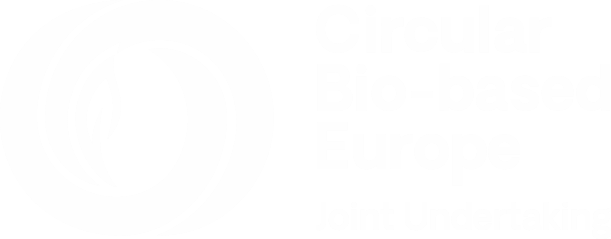 Circular
Bio-based
Europe
Joint Undertaking